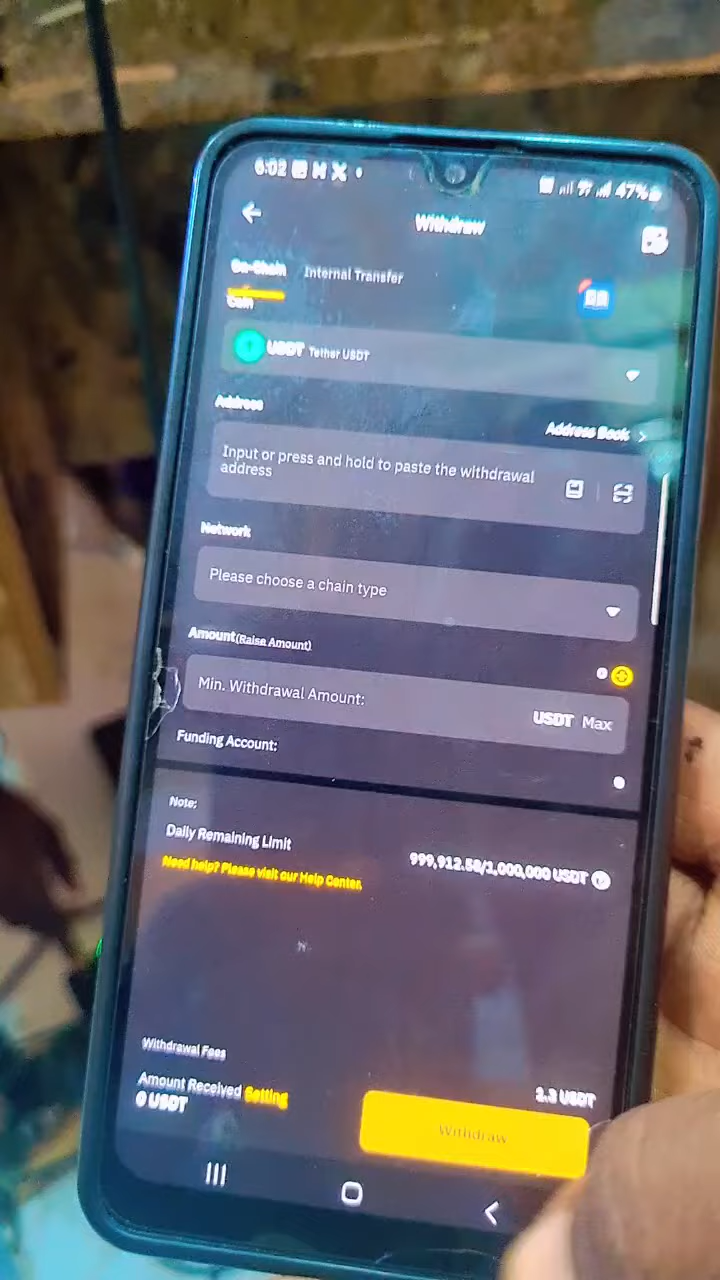 6:02
47%
Withdraw
On-Chain Internal Transfer
Coin
USDT Tether USDT
Address
Address Book >
Input or press and hold to paste the withdrawal
address
Network
Please choose a chain type
Amount(Raise Amount)
0
Min. Withdrawal Amount:
USDT Max
Funding Account:
0
Note:
Daily Remaining Limit
999,912.58/1,000,000 USDT
Need help? Please visit our Help Center.
Withdrawal Fees
1.3 USDT
Amount Received Setting
0 USDT
Withdraw